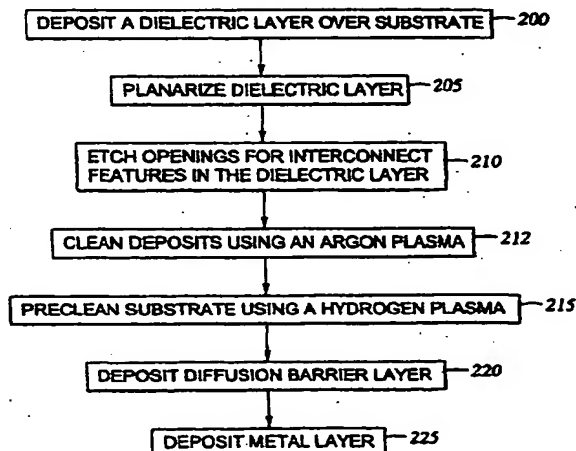 DEPOSIT A DIELECTRIC LAYER OVER SUBSTRATE 200
PLANARIZE DIELECTRIC LAYER 205
ETCH OPENINGS FOR INTERCONNECT
FEATURES IN THE DIELECTRIC LAYER 210
CLEAN DEPOSITS USING AN ARGON PLASMA 212
PRECLEAN SUBSTRATE USING A HYDROGEN PLASMA 215
DEPOSIT DIFFUSION BARRIER LAYER 220
DEPOSIT METAL LAYER 225